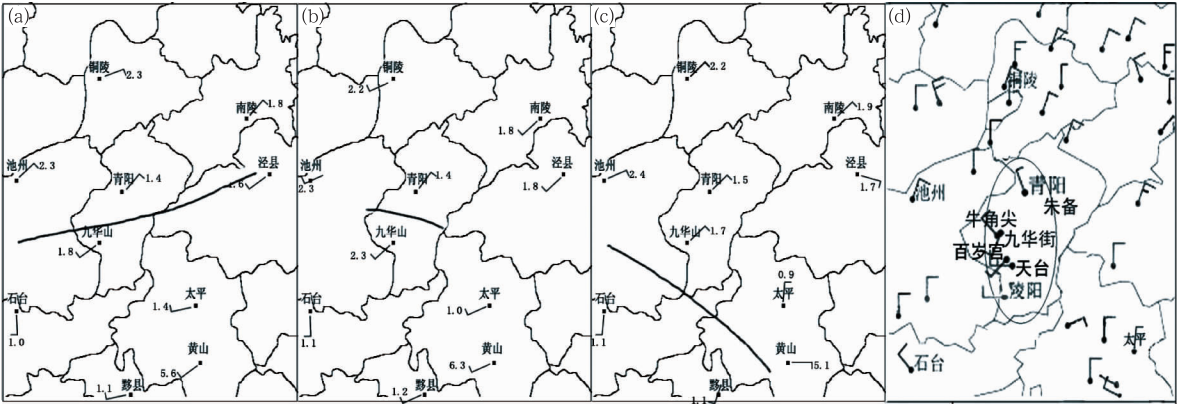 (a)
铜陵
2.3
南陵
1.8
池州
2.3
泾县
1.6
青阳
1.4
九华山
1.8
太平
1.4
石台
1.0
黄山
5.6
黟县
1.1
(b)
铜陵
2.2
南陵
1.8
池州
2.3
泾县
1.8
青阳
1.4
九华山
2.3
太平
1.0
石台
1.1
黄山
6.3
黟县
1.2
(c)
铜陵
2.2
南陵
1.9
池州
2.4
泾县
1.7
青阳
1.5
九华山
1.7
0.9
太平
石台
1.1
黄山
5.1
黟县
1.1
(d)
铜陵
池州
青阳
朱备
牛角尖
九华街
百岁宫
天台
陵阳
太平
石台